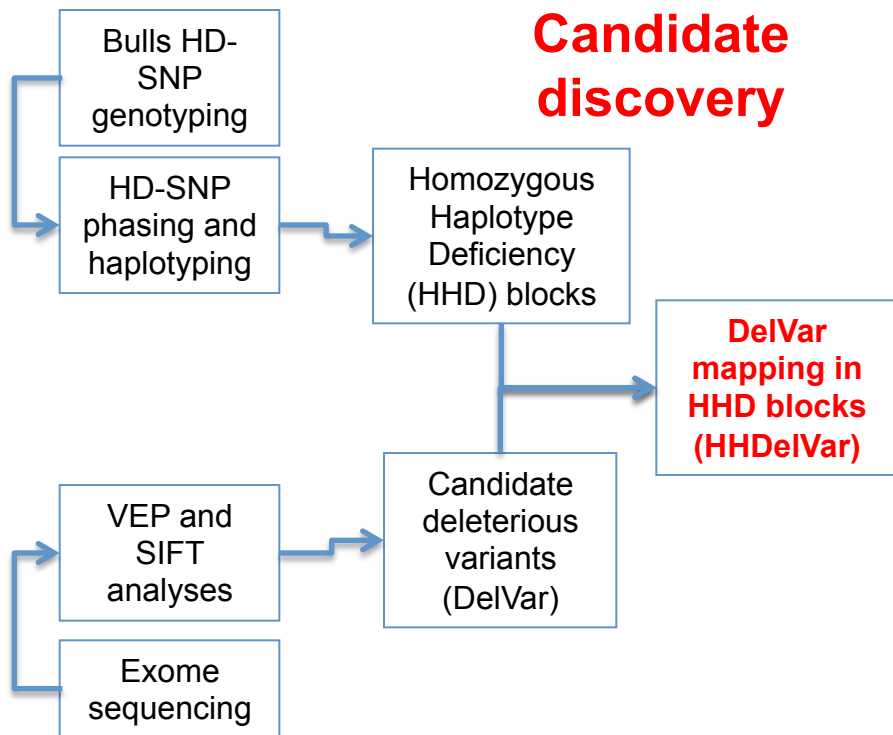 Candidate
discovery
Bulls HD-
SNP
genotyping
HD-SNP
phasing and
haplotyping
Homozygous
Haplotype
Deficiency
(HHD) blocks
DelVar
mapping in
HHD blocks
(HHDelVar)
VEP and
SIFT
analyses
Candidate
deleterious
variants
(DelVar)
Exome
sequencing